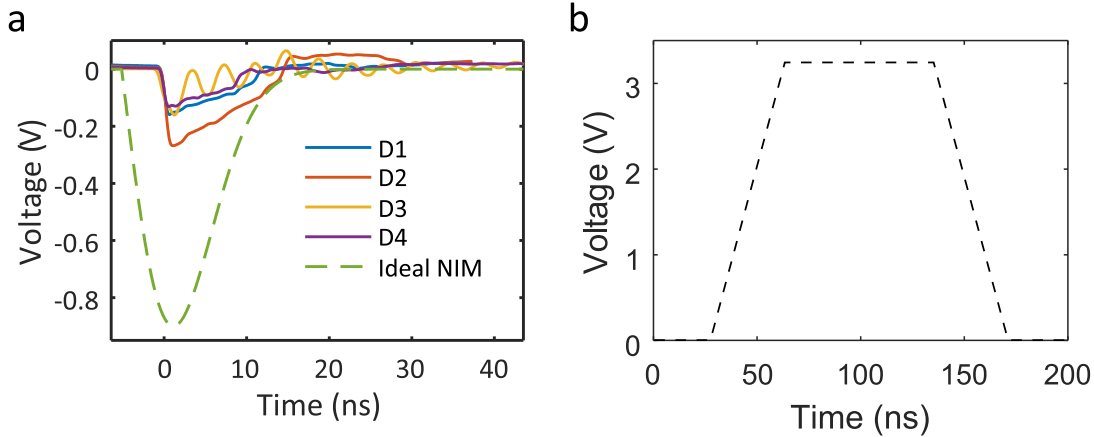 a
Voltage (V)
0
-0.2
-0.4
-0.6
-0.8
D1
D2
D3
D4
Ideal NIM
0
10
20
30
40
Time (ns)
b
Voltage (V)
3
2
1
0
0
50
100
150
200
Time (ns)